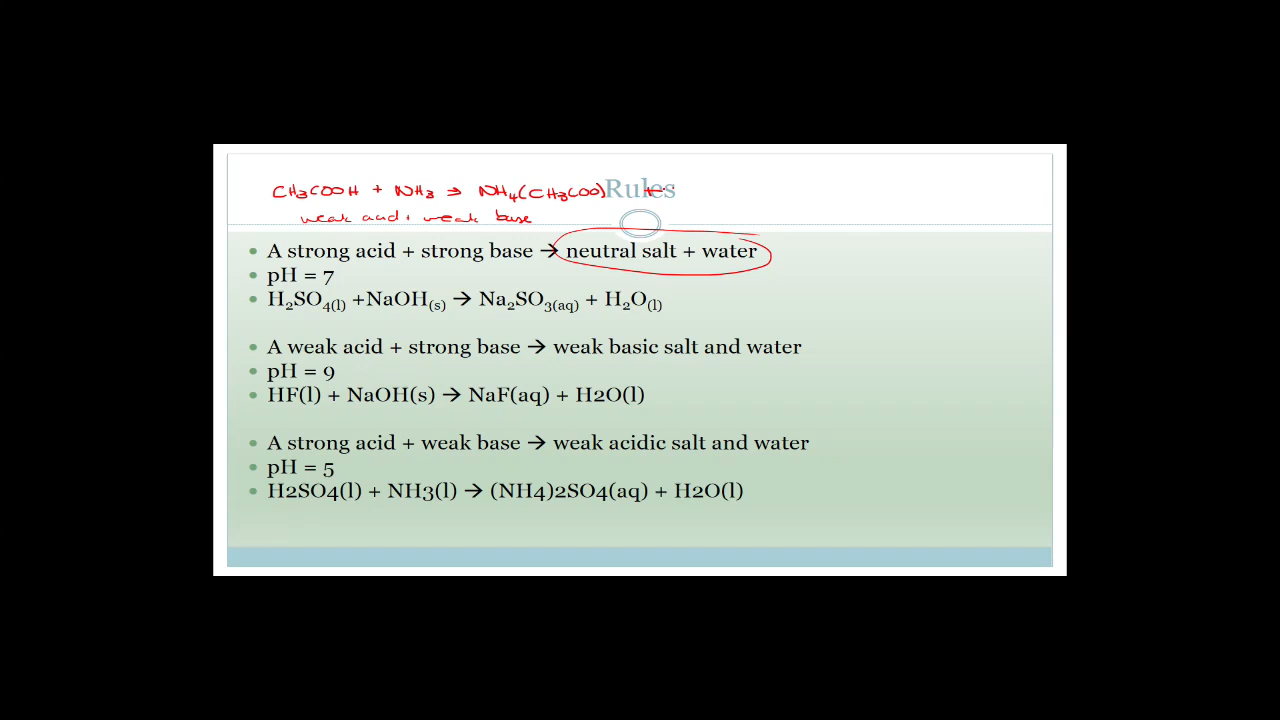 Rules
CH₃COOH + NH₃ → NH₄(CH₃COO) +
weak acid + weak base
• A strong acid + strong base → neutral salt + water
• pH = 7
• H₂SO₄₍ₗ₎ +NaOH₍ₛ₎ → Na₂SO₃(aq) + H₂O₍ₗ₎
• A weak acid + strong base → weak basic salt and water
• pH = 9
• HF(l) + NaOH(s) → NaF(aq) + H2O(l)
• A strong acid + weak base → weak acidic salt and water
• pH = 5
• H2SO4(l) + NH3(l) → (NH4)2SO4(aq) + H2O(l)